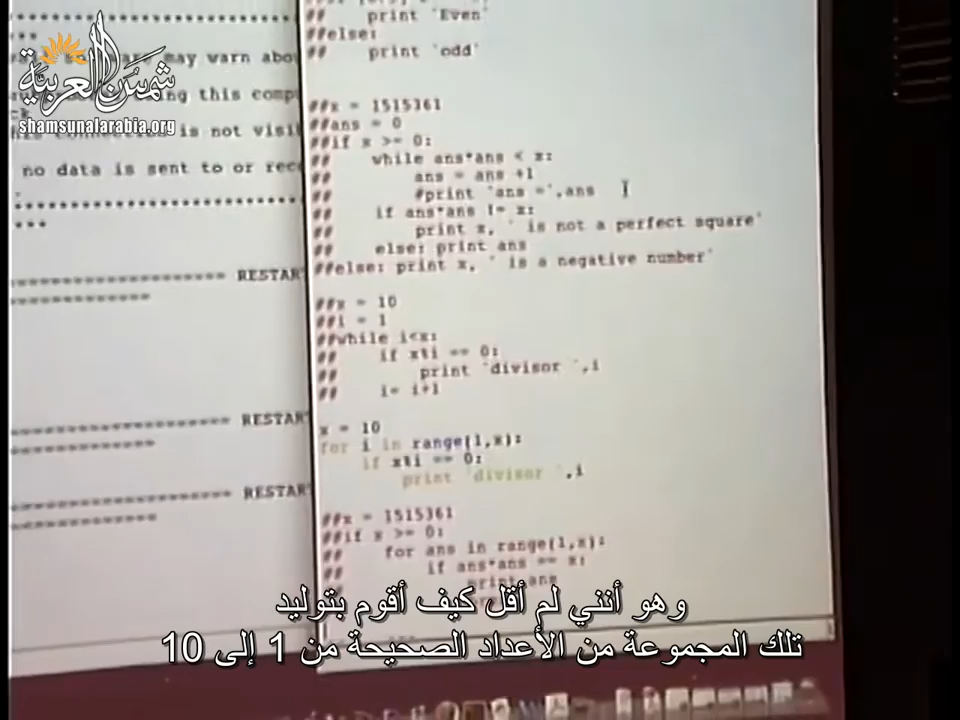 شمسُ العربية
shamsunalarabia.org
may warn abo
ing this comp
is not visi
no data is sent to or rec
***
RESTAR
RESTAR
RESTAR
## print 'Even'
##else:
## print 'odd'
##x = 1515361
##ans = 0
##if x >= 0:
## while ans*ans < x:
## ans = ans +1
## #print 'ans =',ans
## if ans*ans != x:
## print x, ' is not a perfect square'
## else: print ans
##else: print x, ' is a negative number'
##x = 10
##i = 1
##while i<x:
## if x%i == 0:
## print 'divisor ',i
## i= i+1
x = 10
for i in range(1,x):
if x%i == 0:
print 'divisor ',i
##x = 1515361
##if x >= 0:
## for ans in range(1,x):
## if ans*ans == x:
## print ans
وهو أنني لم أقل كيف أقوم بتوليد
تلك المجموعة من الأعداد الصحيحة من 1 إلى 10